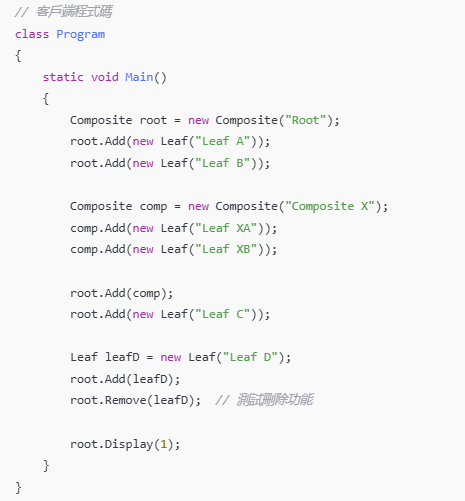 // 客戶端程式碼
class Program
{
    static void Main()
    {
        Composite root = new Composite("Root");
        root.Add(new Leaf("Leaf A"));
        root.Add(new Leaf("Leaf B"));

        Composite comp = new Composite("Composite X");
        comp.Add(new Leaf("Leaf XA"));
        comp.Add(new Leaf("Leaf XB"));

        root.Add(comp);
        root.Add(new Leaf("Leaf C"));

        Leaf leafD = new Leaf("Leaf D");
        root.Add(leafD);
        root.Remove(leafD);  // 測試刪除功能

        root.Display(1);
    }
}